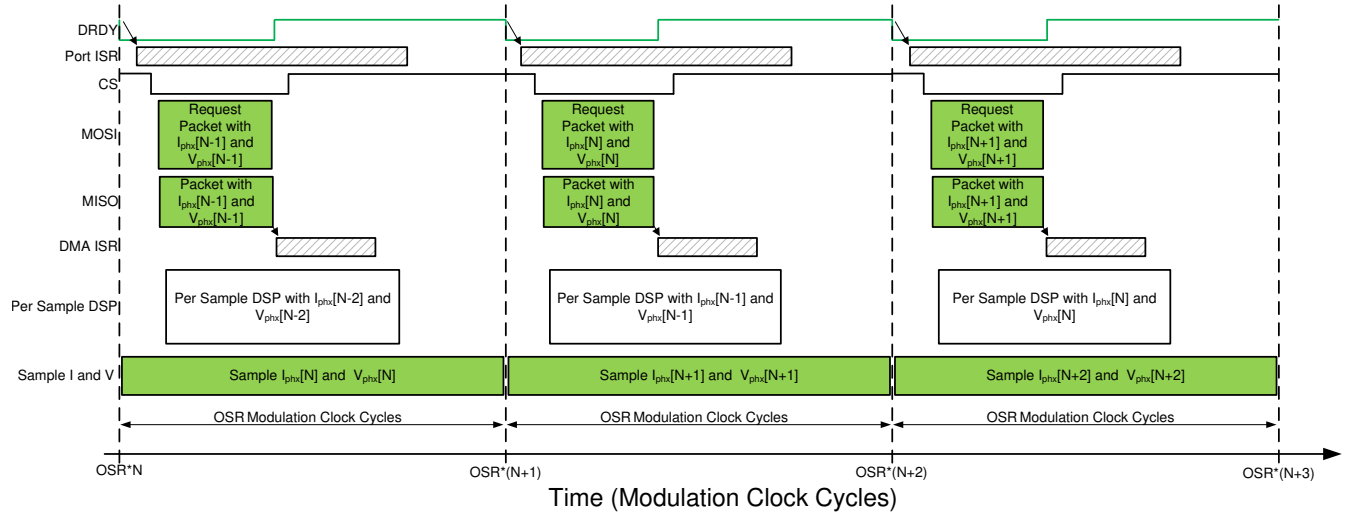 DRDY
Port ISR
CS
MOSI
Request
Packet with
Iphx[N-1] and
Vphx[N-1]
Request
Packet with
Iphx[N] and
Vphx[N]
Request
Packet with
Iphx[N+1] and
Vphx[N+1]
MISO
Packet with
Iphx[N-1] and
Vphx[N-1]
Packet with
Iphx[N] and
Vphx[N]
Packet with
Iphx[N+1] and
Vphx[N+1]
DMA ISR
Per Sample DSP
Per Sample DSP with Iphx[N-2] and
Vphx[N-2]
Per Sample DSP with Iphx[N-1] and
Vphx[N-1]
Per Sample DSP with Iphx[N] and
Vphx[N]
Sample I and V
Sample Iphx[N] and Vphx[N]
Sample Iphx[N+1] and Vphx[N+1]
Sample Iphx[N+2] and Vphx[N+2]
OSR Modulation Clock Cycles
OSR Modulation Clock Cycles
OSR Modulation Clock Cycles
OSR*N
OSR*(N+1)
OSR*(N+2)
OSR*(N+3)
Time (Modulation Clock Cycles)